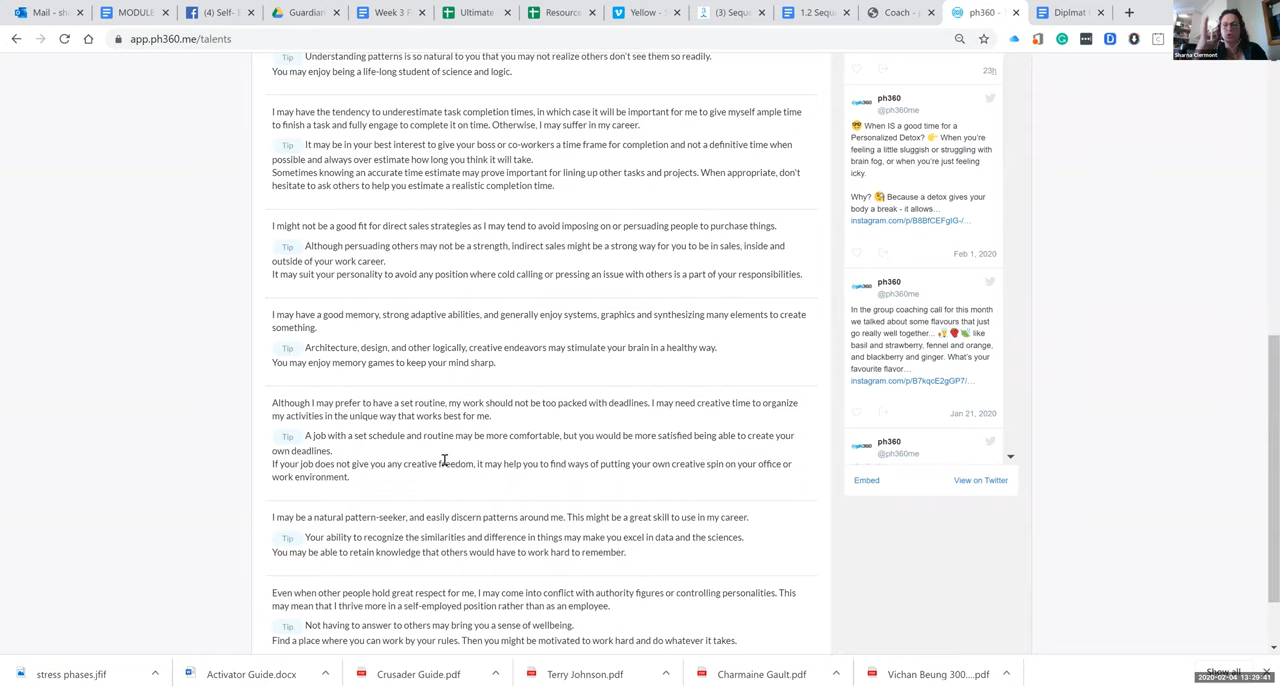 Mail - sha
MODULE
(4) Self-
Guardian
Week 3 F
Ultimate
Resource
Yellow - S
(3) Sequ
1.2 Sequ
Coach - p
ph360 -
Diplmat
app.ph360.me/talents
Sharna Clermont
Tip Understanding patterns is so natural to you that you may not realize others don't see them so readily.
You may enjoy being a life-long student of science and logic.
I may have the tendency to underestimate task completion times, in which case it will be important for me to give myself ample time
to finish a task and fully engage to complete it on time. Otherwise, I may suffer in my career.
Tip It may be in your best interest to give your boss or co-workers a time frame for completion and not a definitive time when
possible and always over estimate how long you think it will take.
Sometimes knowing an accurate time estimate may prove important for lining up other tasks and projects. When appropriate, don't
hesitate to ask others to help you estimate a realistic completion time.
I might not be a good fit for direct sales strategies as I may tend to avoid imposing on or persuading people to purchase things.
Tip Although persuading others may not be a strength, indirect sales might be a strong way for you to be in sales, inside and
outside of your work career.
It may suit your personality to avoid any position where cold calling or pressing an issue with others is a part of your responsibilities.
I may have a good memory, strong adaptive abilities, and generally enjoy systems, graphics and synthesizing many elements to create
something.
Tip Architecture, design, and other logically, creative endeavors may stimulate your brain in a healthy way.
You may enjoy memory games to keep your mind sharp.
Although I may prefer to have a set routine, my work should not be too packed with deadlines. I may need creative time to organize
my activities in the unique way that works best for me.
Tip A job with a set schedule and routine may be more comfortable, but you would be more satisfied being able to create your
own deadlines.
If your job does not give you any creative freedom, it may help you to find ways of putting your own creative spin on your office or
work environment.
I may be a natural pattern-seeker, and easily discern patterns around me. This might be a great skill to use in my career.
Tip Your ability to recognize the similarities and difference in things may make you excel in data and the sciences.
You may be able to retain knowledge that others would have to work hard to remember.
Even when other people hold great respect for me, I may come into conflict with authority figures or controlling personalities. This
may mean that I thrive more in a self-employed position rather than as an employee.
Tip Not having to answer to others may bring you a sense of wellbeing.
Find a place where you can work by your rules. Then you might be motivated to work hard and do whatever it takes.
23h
ph360
@ph360me
When IS a good time for a
Personalized Detox? When you're
feeling a little sluggish or struggling with
brain fog, or when you're just feeling
icky.
Why? Because a detox gives your
body a break - it allows…
instagram.com/p/B8BfCEFgIG-/…
Feb 1, 2020
ph360
@ph360me
In the group coaching call for this month
we talked about some flavours that just
go really well together... like
basil and strawberry, fennel and orange,
and blackberry and ginger. What's your
favourite flavor…
instagram.com/p/B7kqcE2gGP7/…
Jan 21, 2020
ph360
@ph360me
Embed
View on Twitter
stress phases.jfif
Activator Guide.docx
Crusader Guide.pdf
Terry Johnson.pdf
Charmaine Gault.pdf
Vichan Beung 300....pdf
Show all
2020-02-04 13:29:41